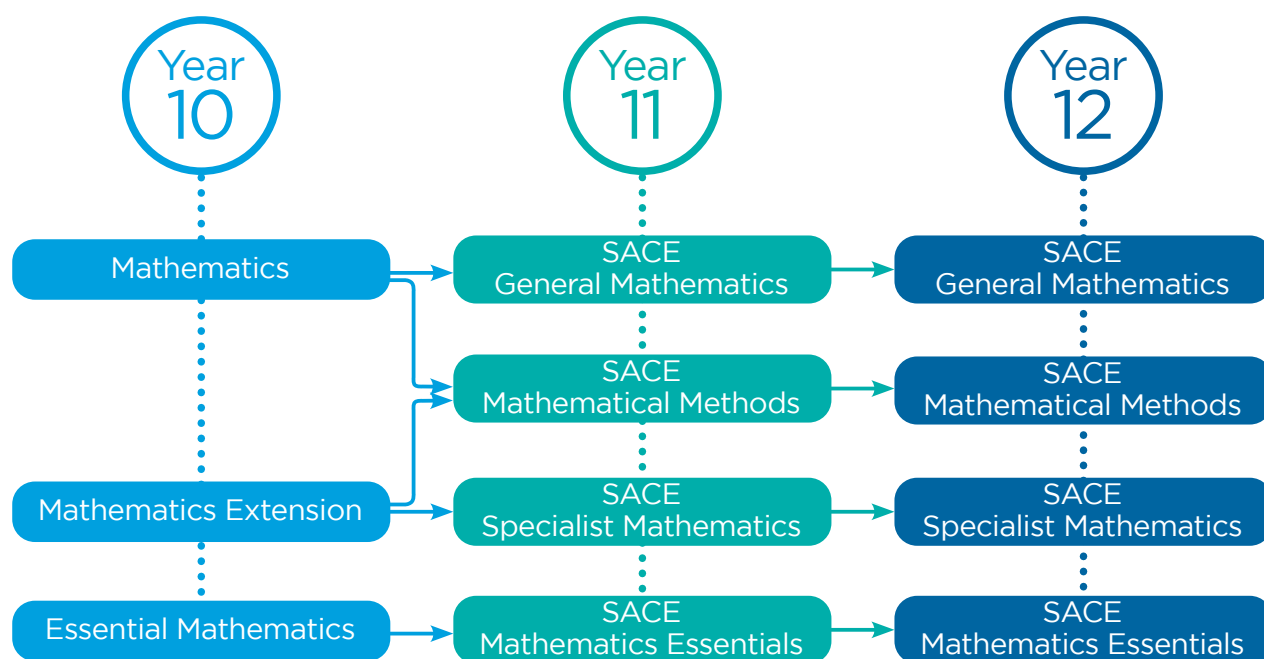 Year
10
Year
11
Year
12
Mathematics
SACE
General Mathematics
SACE
General Mathematics
SACE
Mathematical Methods
SACE
Mathematical Methods
Mathematics Extension
SACE
Specialist Mathematics
SACE
Specialist Mathematics
Essential Mathematics
SACE
Mathematics Essentials
SACE
Mathematics Essentials